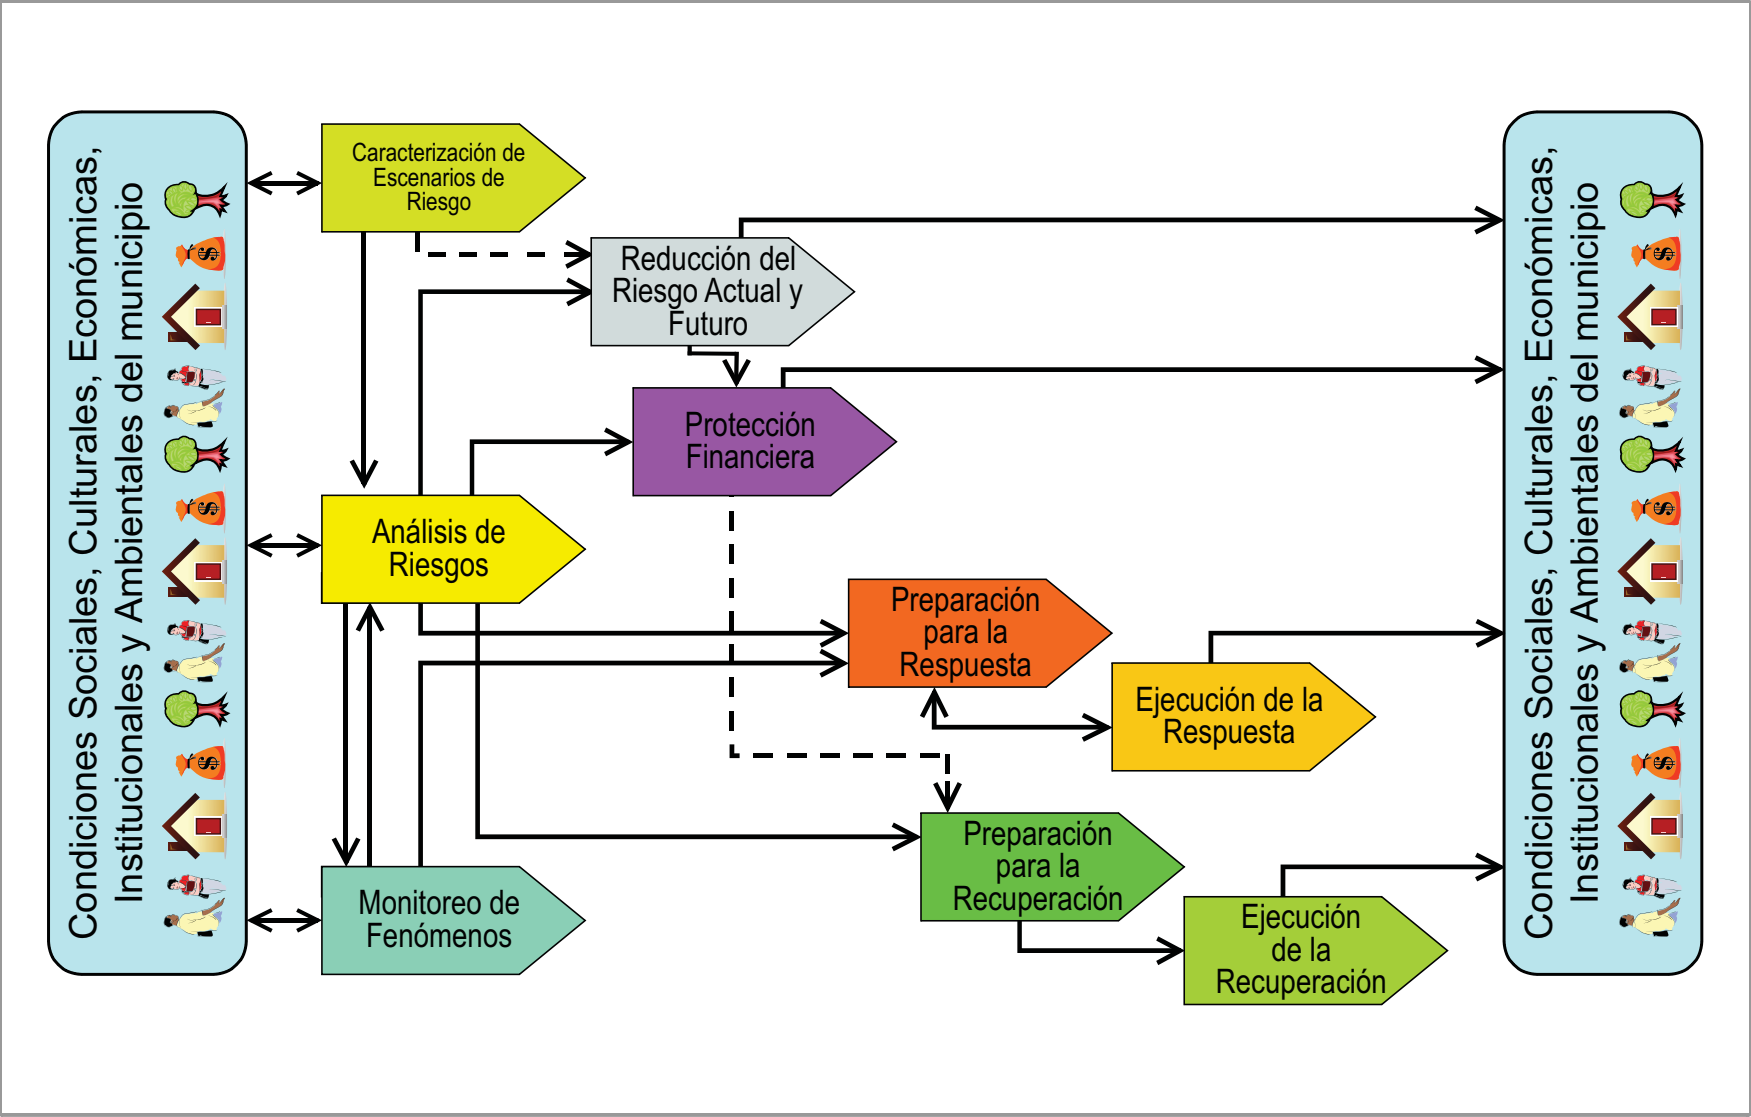 Condiciones Sociales, Culturales, Económicas,
Institucionales y Ambientales del municipio
Caracterización de
Escenarios de
Riesgo
Reducción del
Riesgo Actual y
Futuro
Protección
Financiera
Análisis de
Riesgos
Preparación
para la
Respuesta
Ejecución de la
Respuesta
Preparación
para la
Recuperación
Monitoreo de
Fenómenos
Ejecución
de la
Recuperación
Condiciones Sociales, Culturales, Económicas,
Institucionales y Ambientales del municipio